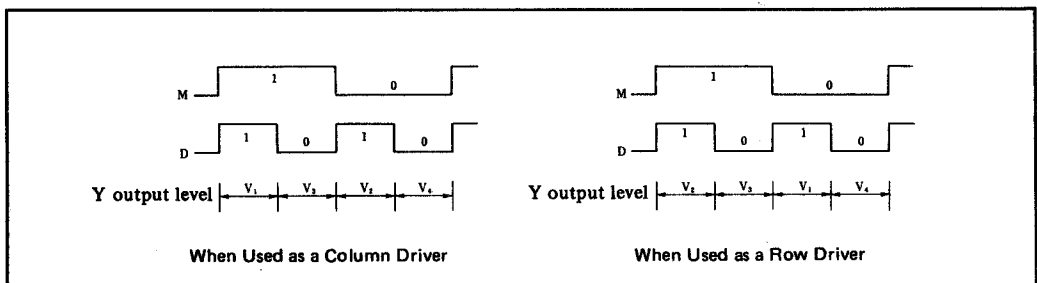 M 1 0
D 1 0 1 0
Y output level V₁ V₃ V₂ V₄
When Used as a Column Driver
M 1 0
D 1 0 1 0
Y output level V₂ V₃ V₁ V₄
When Used as a Row Driver